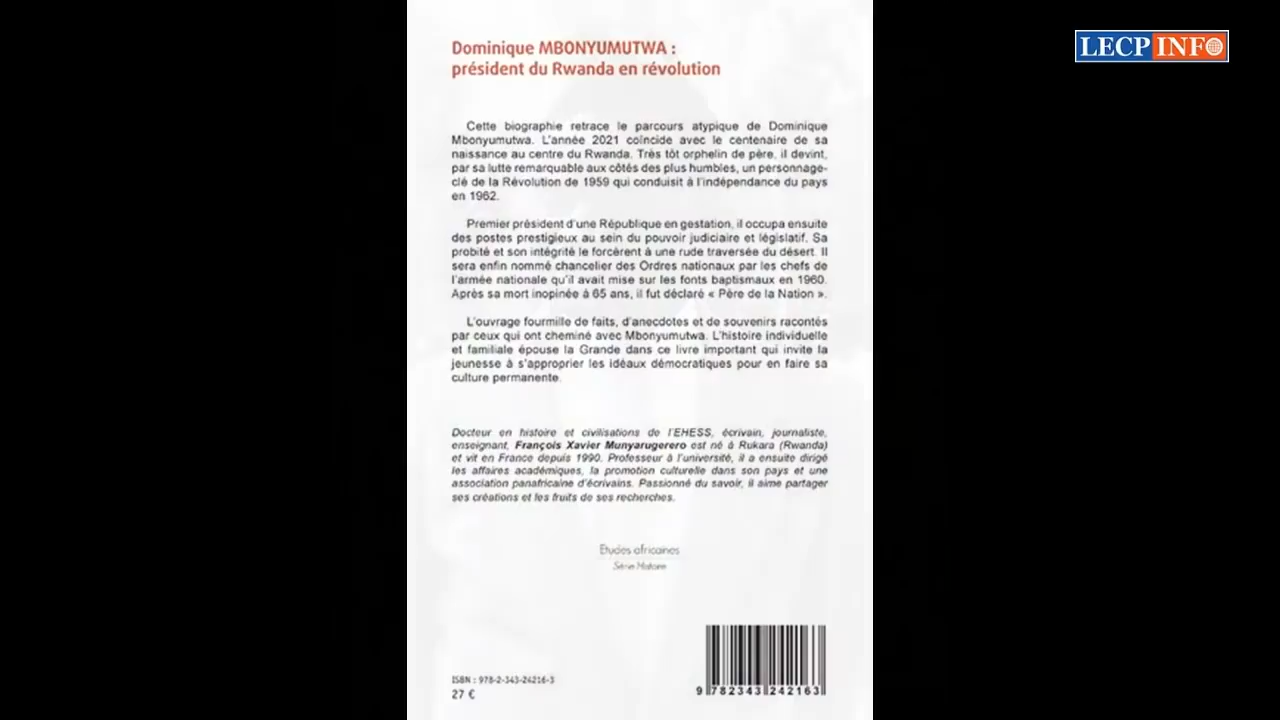 LECP INFO
Dominique MBONYUMUTWA :
président du Rwanda en révolution
Cette biographie retrace le parcours atypique de Dominique
Mbonyumutwa. L'année 2021 coïncide avec le centenaire de sa
naissance au centre du Rwanda. Très tôt orphelin de père, il devint,
par sa lutte remarquable aux côtés des plus humbles, un personnage-
clé de la Révolution de 1959 qui conduisit à l'indépendance du pays
en 1962.
Premier président d'une République en gestation, il occupa ensuite
des postes prestigieux au sein du pouvoir judiciaire et législatif. Sa
probité et son intégrité le forcèrent à une rude traversée du désert. Il
sera enfin nommé chancelier des Ordres nationaux par les chefs de
l'armée nationale qu'il avait mise sur les fonts baptismaux en 1960.
Après sa mort inopinée à 65 ans, il fut déclaré « Père de la Nation ».
L'ouvrage fourmille de faits, d'anecdotes et de souvenirs racontés
par ceux qui ont cheminé avec Mbonyumutwa. L'histoire individuelle
et familiale épouse la Grande dans ce livre important qui invite la
jeunesse à s'approprier les idéaux démocratiques pour en faire sa
culture permanente.
Docteur en histoire et civilisations de l'EHESS, écrivain, journaliste,
enseignant, François Xavier Munyarugerero est né à Rukara (Rwanda)
et vit en France depuis 1990. Professeur à l'université, il a ensuite dirigé
les affaires académiques, la promotion culturelle dans son pays et une
association panafricaine d'écrivains. Passionné du savoir, il aime partager
ses créations et les fruits de ses recherches.
Etudes africaines
Série Histoire
ISBN : 978-2-343-24216-3
27 €
9 782343 242163